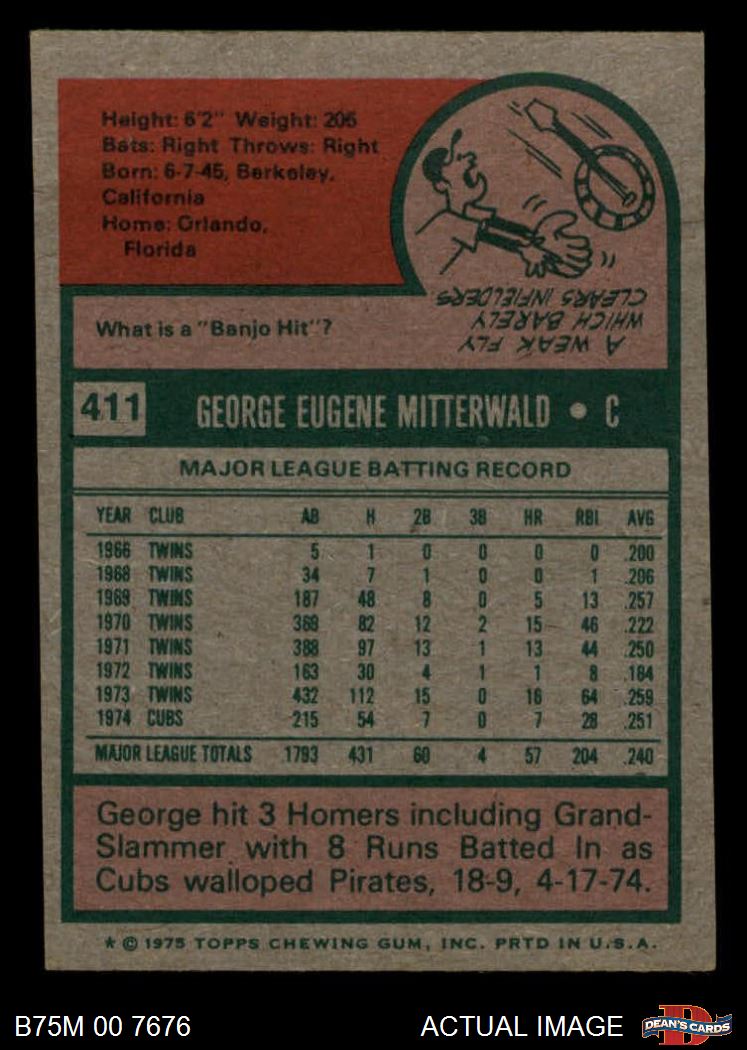 Height: 6'2" Weight: 205
Bats: Right Throws: Right
Born: 6-7-45, Berkeley,
California
Home: Orlando,
Florida
What is a "Banjo Hit"?
A WEAK FLY
WHICH BARELY
CLEARS INFIELDERS.
411 GEORGE EUGENE MITTERWALD • C
MAJOR LEAGUE BATTING RECORD
YEAR CLUB AB H 2B 3B HR RBI AVG
1966 TWINS 5 1 0 0 0 0 .200
1968 TWINS 34 7 1 0 0 1 .206
1969 TWINS 187 48 8 0 5 13 .257
1970 TWINS 369 82 12 2 15 46 .222
1971 TWINS 388 97 13 1 13 44 .250
1972 TWINS 163 30 4 1 1 8 .184
1973 TWINS 432 112 15 0 16 64 .259
1974 CUBS 215 54 7 0 7 28 .251
MAJOR LEAGUE TOTALS 1793 431 60 4 57 204 .240
George hit 3 Homers including Grand-
Slammer with 8 Runs Batted In as
Cubs walloped Pirates, 18-9, 4-17-74.
* © 1975 TOPPS CHEWING GUM, INC. PRTD IN U.S.A.
B75M 00 7676 ACTUAL IMAGE D DEAN'S CARDS